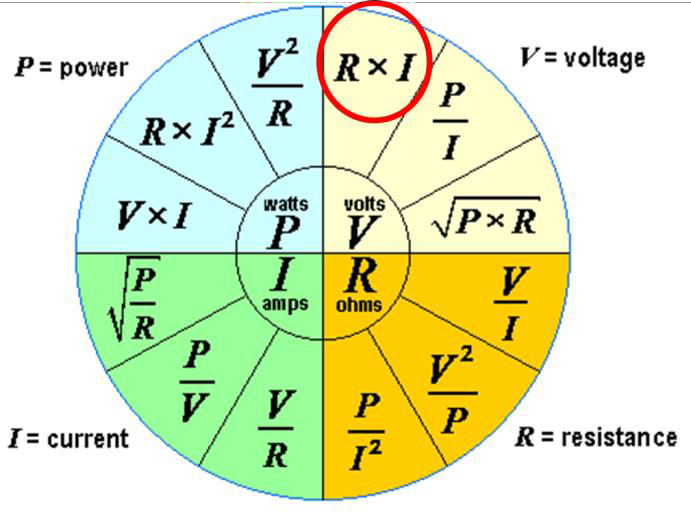 P = power
V = voltage
V²/R
R × I
R × I²
P/I
V × I
√(P × R)
watts
P
volts
V
I
amps
R
ohms
√(P/R)
V/I
P/V
V²/P
V/R
P/I²
I = current
R = resistance